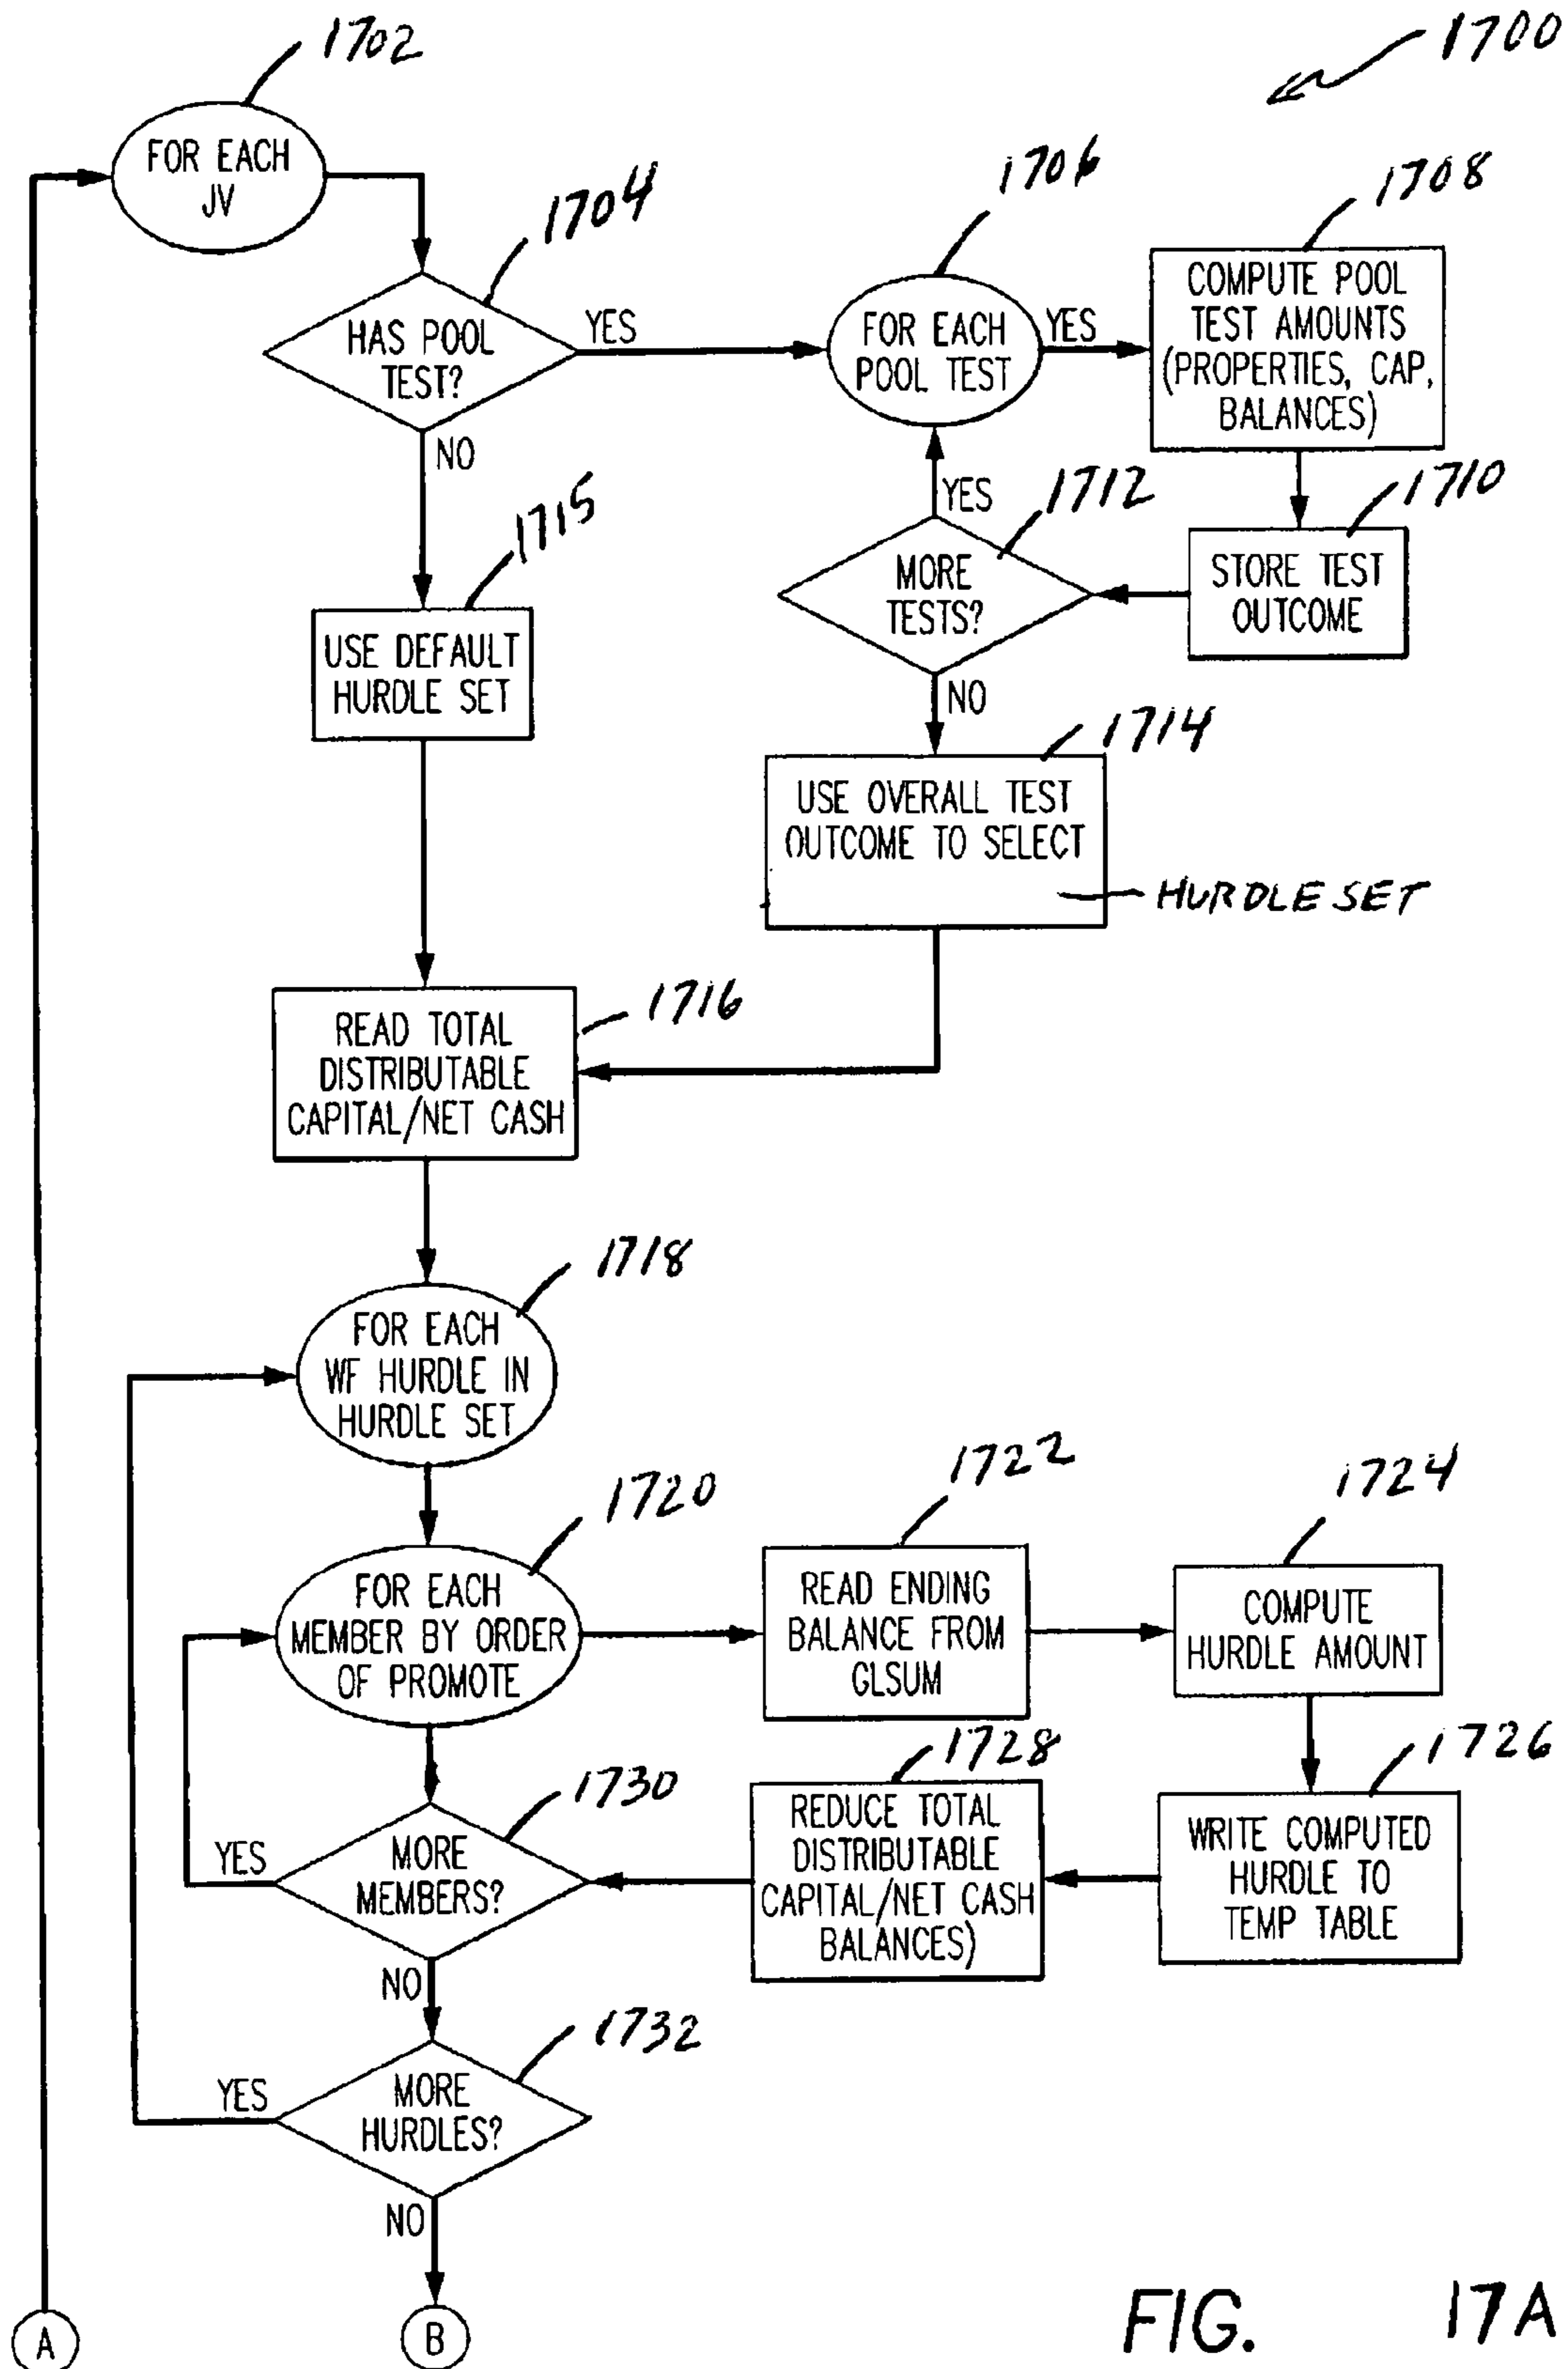 1702
1700
FOR EACH
JV
1704
1706
1708
HAS POOL
TEST?
YES
FOR EACH
POOL TEST
YES
COMPUTE POOL
TEST AMOUNTS
(PROPERTIES, CAP,
BALANCES)
NO
1715
YES
1712
1710
MORE
TESTS?
STORE TEST
OUTCOME
USE DEFAULT
HURDLE SET
NO
1714
USE OVERALL TEST
OUTCOME TO SELECT
HURDLE SET
1716
READ TOTAL
DISTRIBUTABLE
CAPITAL/NET CASH
1718
FOR EACH
WF HURDLE IN
HURDLE SET
1720
1722
1724
FOR EACH
MEMBER BY ORDER
OF PROMOTE
READ ENDING
BALANCE FROM
GLSUM
COMPUTE
HURDLE AMOUNT
1730
1728
1726
YES
MORE
MEMBERS?
REDUCE TOTAL
DISTRIBUTABLE
CAPITAL/NET CASH
BALANCES)
WRITE COMPUTED
HURDLE TO
TEMP TABLE
NO
1732
YES
MORE
HURDLES?
NO
A
B
FIG. 17A